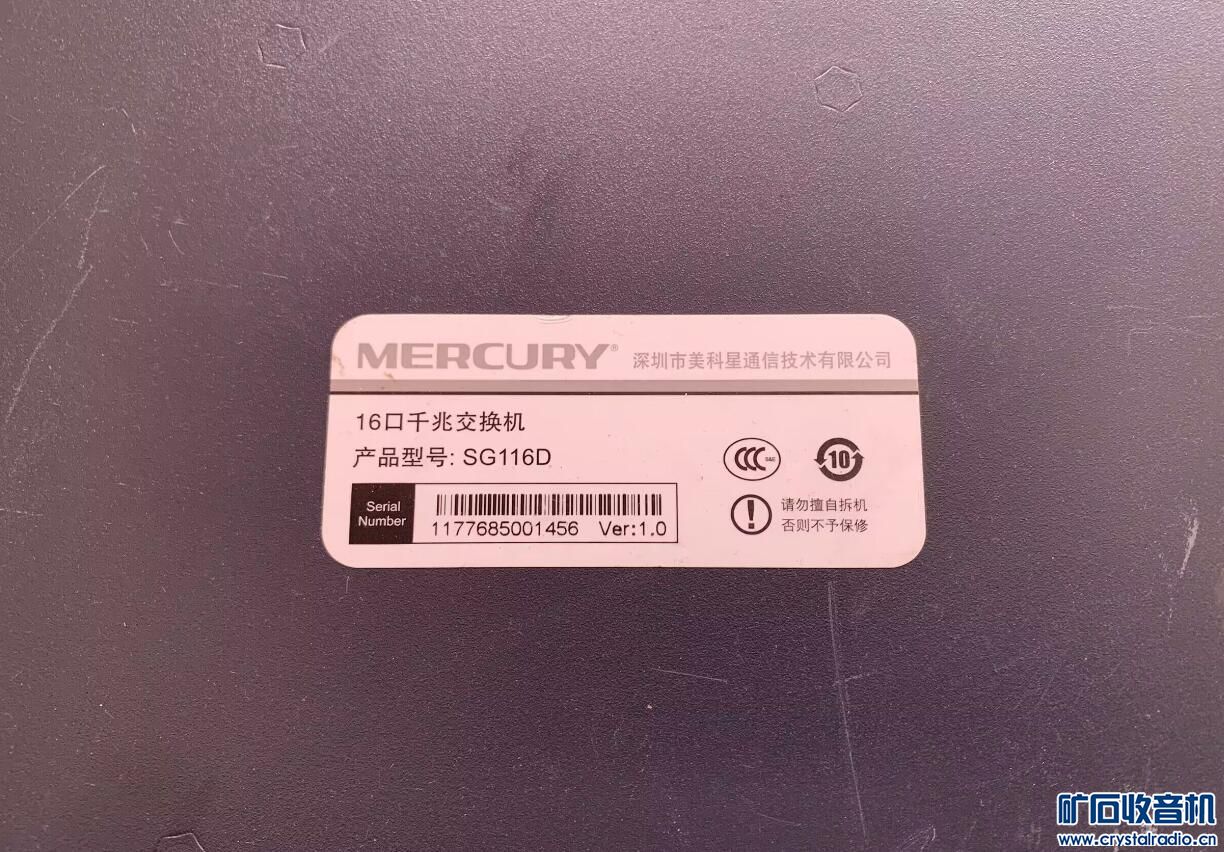 MERCURY® 深圳市美科星通信技术有限公司
16口千兆交换机
产品型号: SG116D
CCC S&E
10
Serial Number
1177685001456 Ver:1.0
请勿擅自拆机
否则不予保修
矿石收音机
www.crystalradio.cn